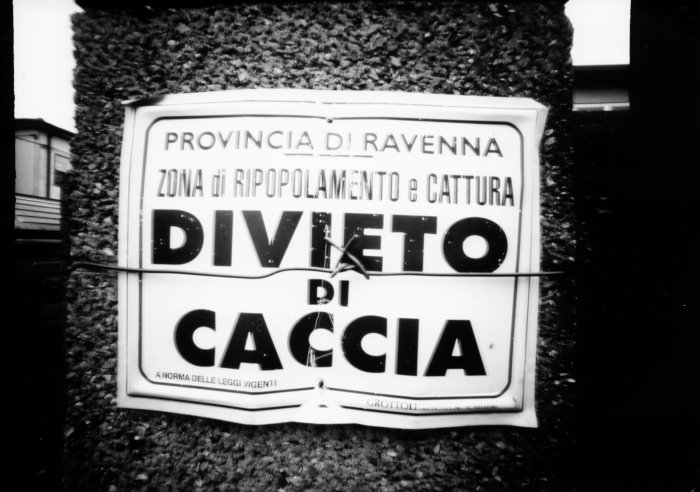 PROVINCIA DI RAVENNA
ZONA di RIPOPOLAMENTO e CATTURA
DIVIETO
DI
CACCIA
A NORMA DELLE LEGGI VIGENTI
GROTTOLI